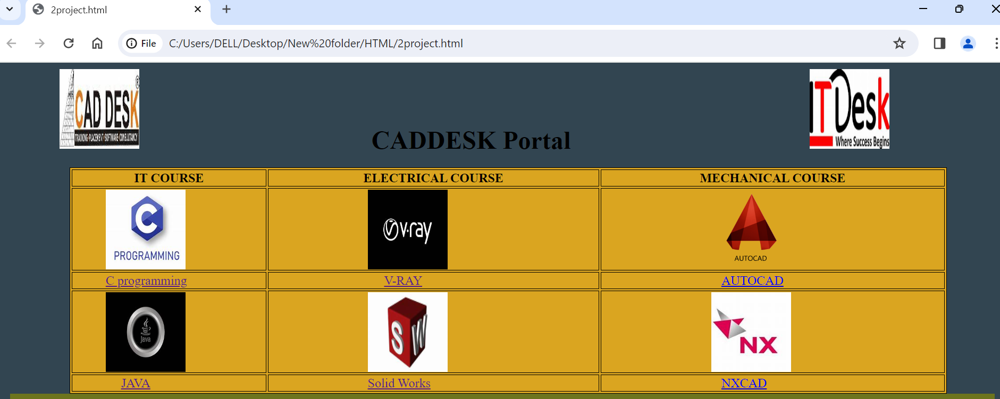 2project.html
File C:/Users/DELL/Desktop/New%20folder/HTML/2project.html
CAD DESK ®
TRAINING•PLACEMENT•SOFTWARE•CONSULTANCY
ITDesk
Where Success Begins
CADDESK Portal
IT COURSE ELECTRICAL COURSE MECHANICAL COURSE
C
PROGRAMMING
v·ray
AUTOCAD
C programming V-RAY AUTOCAD
Java
SW
NX
JAVA Solid Works NXCAD